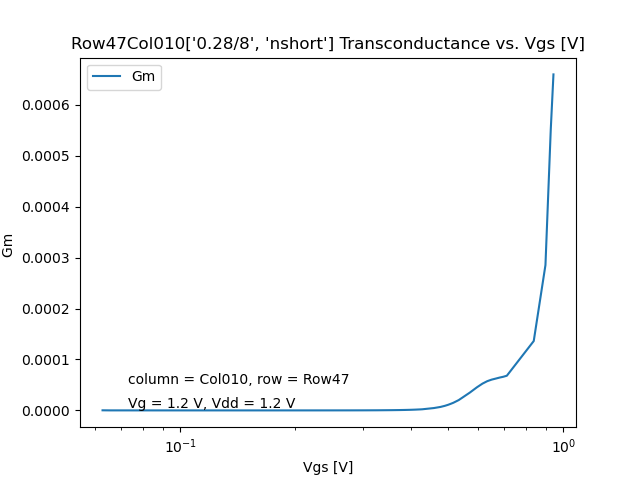 Row47Col010['0.28/8', 'nshort'] Transconductance vs. Vgs [V]
Gm
0.0006
0.0005
0.0004
0.0003
0.0002
0.0001
0.0000
Gm
column = Col010, row = Row47
Vg = 1.2 V, Vdd = 1.2 V
10⁻¹
10⁰
Vgs [V]